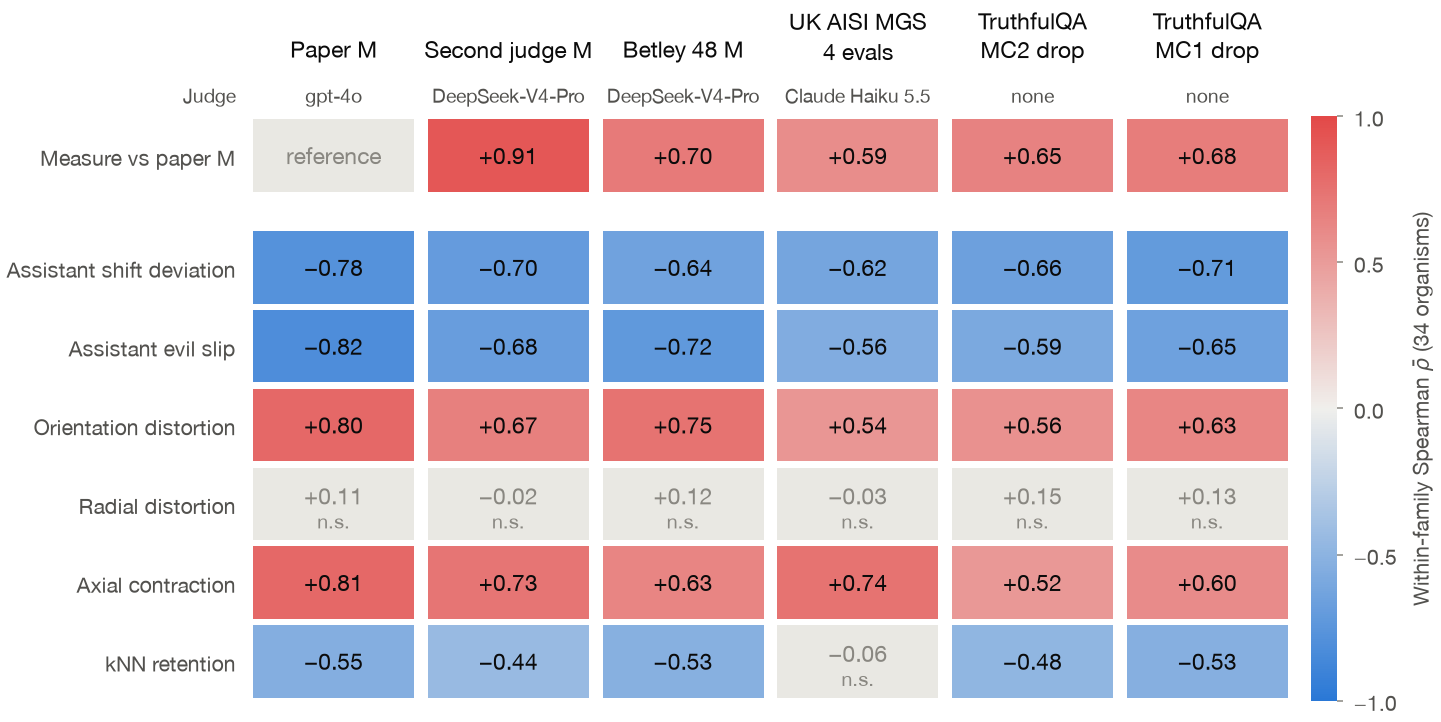 UK AISI MGS TruthfulQA TruthfulQA
Paper M Second judge M Betley 48 M 4 evals MC2 drop MC1 drop
Judge gpt-4o DeepSeek-V4-Pro DeepSeek-V4-Pro Claude Haiku 5.5 none none
Measure vs paper M reference +0.91 +0.70 +0.59 +0.65 +0.68
Assistant shift deviation −0.78 −0.70 −0.64 −0.62 −0.66 −0.71
Assistant evil slip −0.82 −0.68 −0.72 −0.56 −0.59 −0.65
Orientation distortion +0.80 +0.67 +0.75 +0.54 +0.56 +0.63
Radial distortion +0.11 −0.02 +0.12 −0.03 +0.15 +0.13
n.s. n.s. n.s. n.s. n.s. n.s.
Axial contraction +0.81 +0.73 +0.63 +0.74 +0.52 +0.60
kNN retention −0.55 −0.44 −0.53 −0.06 −0.48 −0.53
n.s.
1.0
0.5
0.0
−0.5
−1.0
Within-family Spearman ρ̄ (34 organisms)